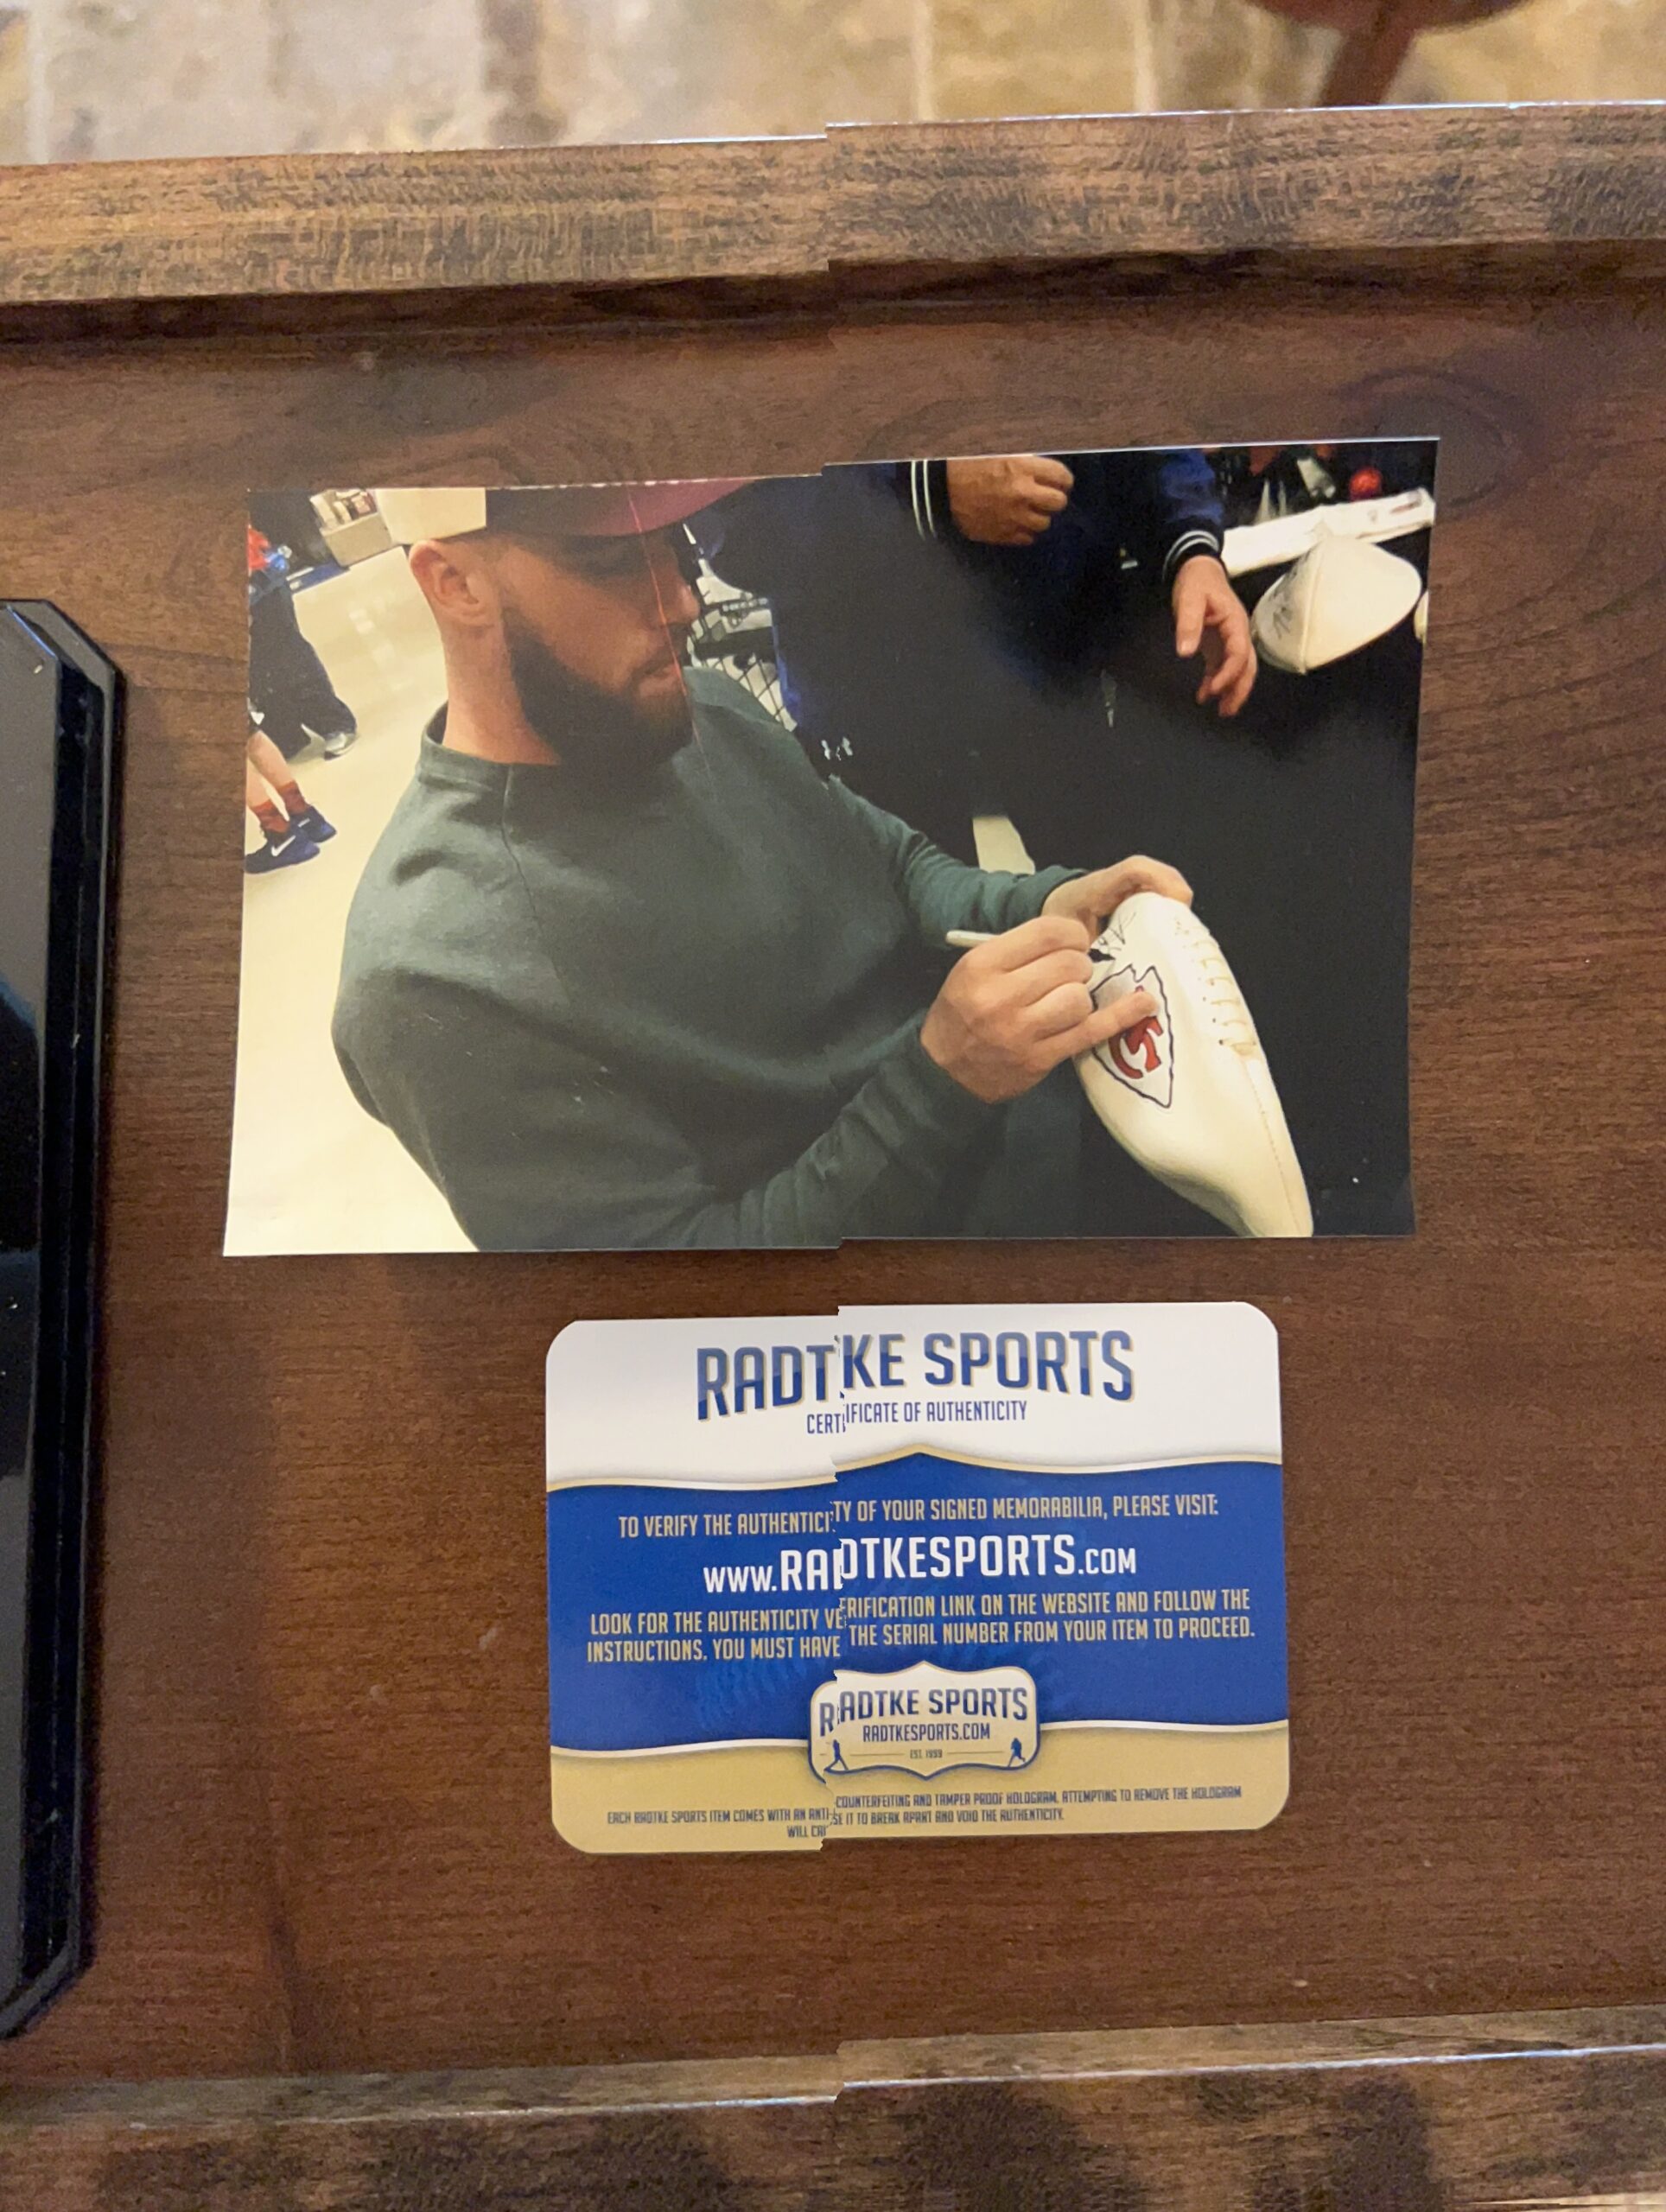 RADTKE SPORTS
CERTIFICATE OF AUTHENTICITY
TO VERIFY THE AUTHENTICITY OF YOUR SIGNED MEMORABILIA, PLEASE VISIT:
WWW.RADTKESPORTS.COM
LOOK FOR THE AUTHENTICITY VERIFICATION LINK ON THE WEBSITE AND FOLLOW THE
INSTRUCTIONS. YOU MUST HAVE THE SERIAL NUMBER FROM YOUR ITEM TO PROCEED.
RADTKE SPORTS
RADTKESPORTS.COM
EST. 1999
EACH RADTKE SPORTS ITEM COMES WITH AN ANTI-COUNTERFEITING AND TAMPER PROOF HOLOGRAM. ATTEMPTING TO REMOVE THE HOLOGRAM
WILL CAUSE IT TO BREAK APART AND VOID THE AUTHENTICITY.